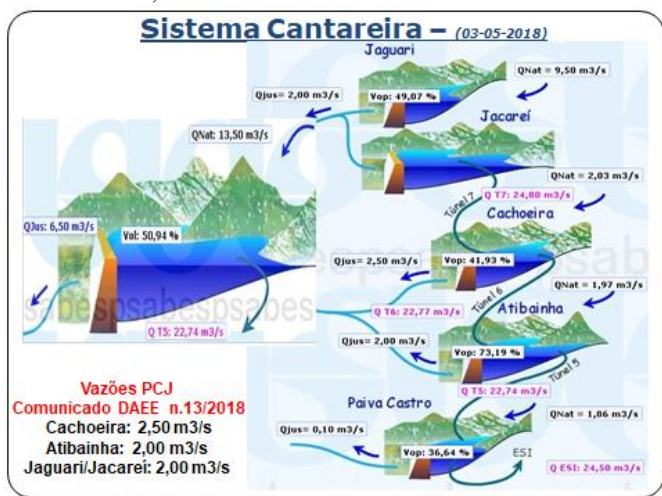 Sistema Cantareira – (03-05-2018)
Jaguari
QNat = 9,50 m3/s
Qjus= 2,00 m3/s
Vop: 49,07 %
Jacareí
QNat: 13,50 m3/s
QNat = 2,03 m3/s
Q T7: 24,80 m3/s
Túnel 7
Cachoeira
QJus: 6,50 m3/s
Vol: 50,94 %
Qjus= 2,50 m3/s
Vop: 41,93 %
QNat = 1,97 m3/s
sabespsabespsabes
Q T6: 22,77 m3/s
Túnel 6
Atibainha
Q T5: 22,74 m3/s
Qjus= 2,00 m3/s
Vop: 73,19 %
Túnel 5
Q T5: 22,74 m3/s
Vazões PCJ
Comunicado DAEE n.13/2018
Cachoeira: 2,50 m3/s
Atibainha: 2,00 m3/s
Jaguari/Jacareí: 2,00 m3/s
Paiva Castro
QNat = 1,86 m3/s
Qjus= 0,10 m3/s
Vop: 36,64 %
ESI
Q ESI: 24,50 m3/s